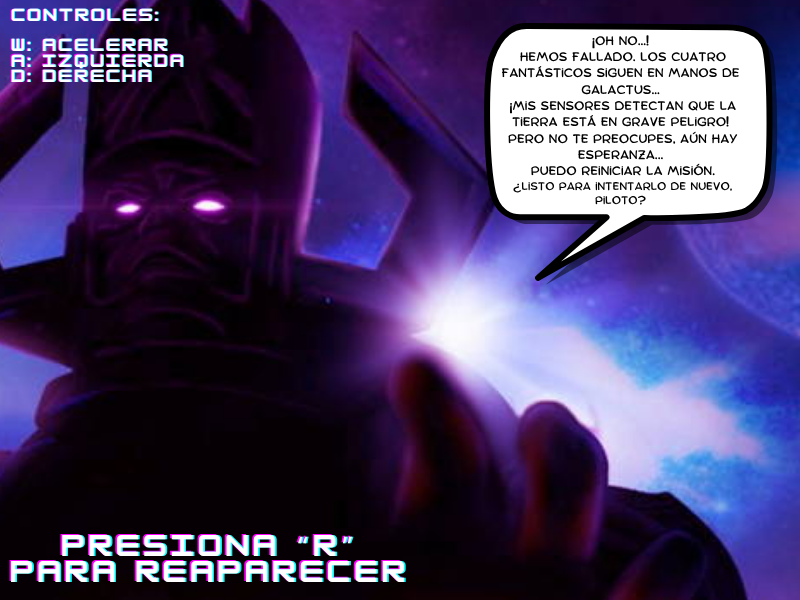 CONTROLES:
W: ACELERAR
A: IZQUIERDA
D: DERECHA
¡OH NO...!
HEMOS FALLADO. LOS CUATRO
FANTÁSTICOS SIGUEN EN MANOS DE
GALACTUS...
¡MIS SENSORES DETECTAN QUE LA
TIERRA ESTÁ EN GRAVE PELIGRO!
PERO NO TE PREOCUPES, AÚN HAY
ESPERANZA...
PUEDO REINICIAR LA MISIÓN.
¿LISTO PARA INTENTARLO DE NUEVO,
PILOTO?
PRESIONA "R"
PARA REAPARECER